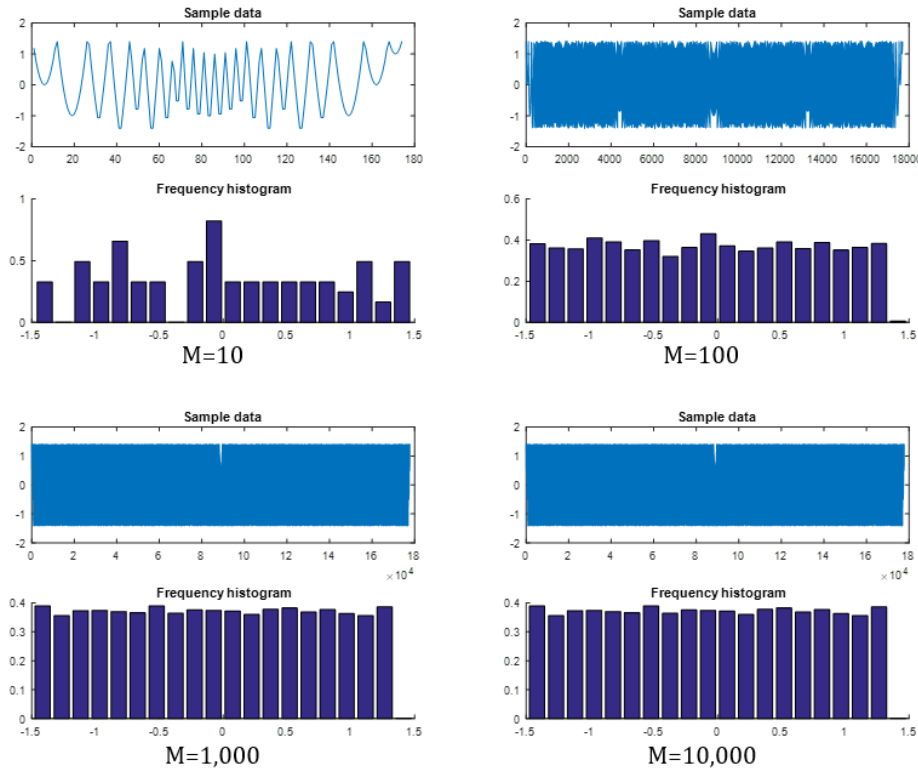 Sample data
2
1
0
-1
-2
0 20 40 60 80 100 120 140 160 180
Frequency histogram
1
0.5
0
-1.5 -1 -0.5 0 0.5 1 1.5
M=10
Sample data
2
1
0
-1
-2
0 2000 4000 6000 8000 10000 12000 14000 16000 18000
Frequency histogram
0.6
0.4
0.2
0
-1.5 -1 -0.5 0 0.5 1 1.5
M=100
Sample data
2
1
0
-1
-2
0 2 4 6 8 10 12 14 16 18
× 10^4
Frequency histogram
0.4
0.3
0.2
0.1
0
-1.5 -1 -0.5 0 0.5 1 1.5
M=1,000
Sample data
2
1
0
-1
-2
0 2 4 6 8 10 12 14 16 18
× 10^4
Frequency histogram
0.4
0.3
0.2
0.1
0
-1.5 -1 -0.5 0 0.5 1 1.5
M=10,000